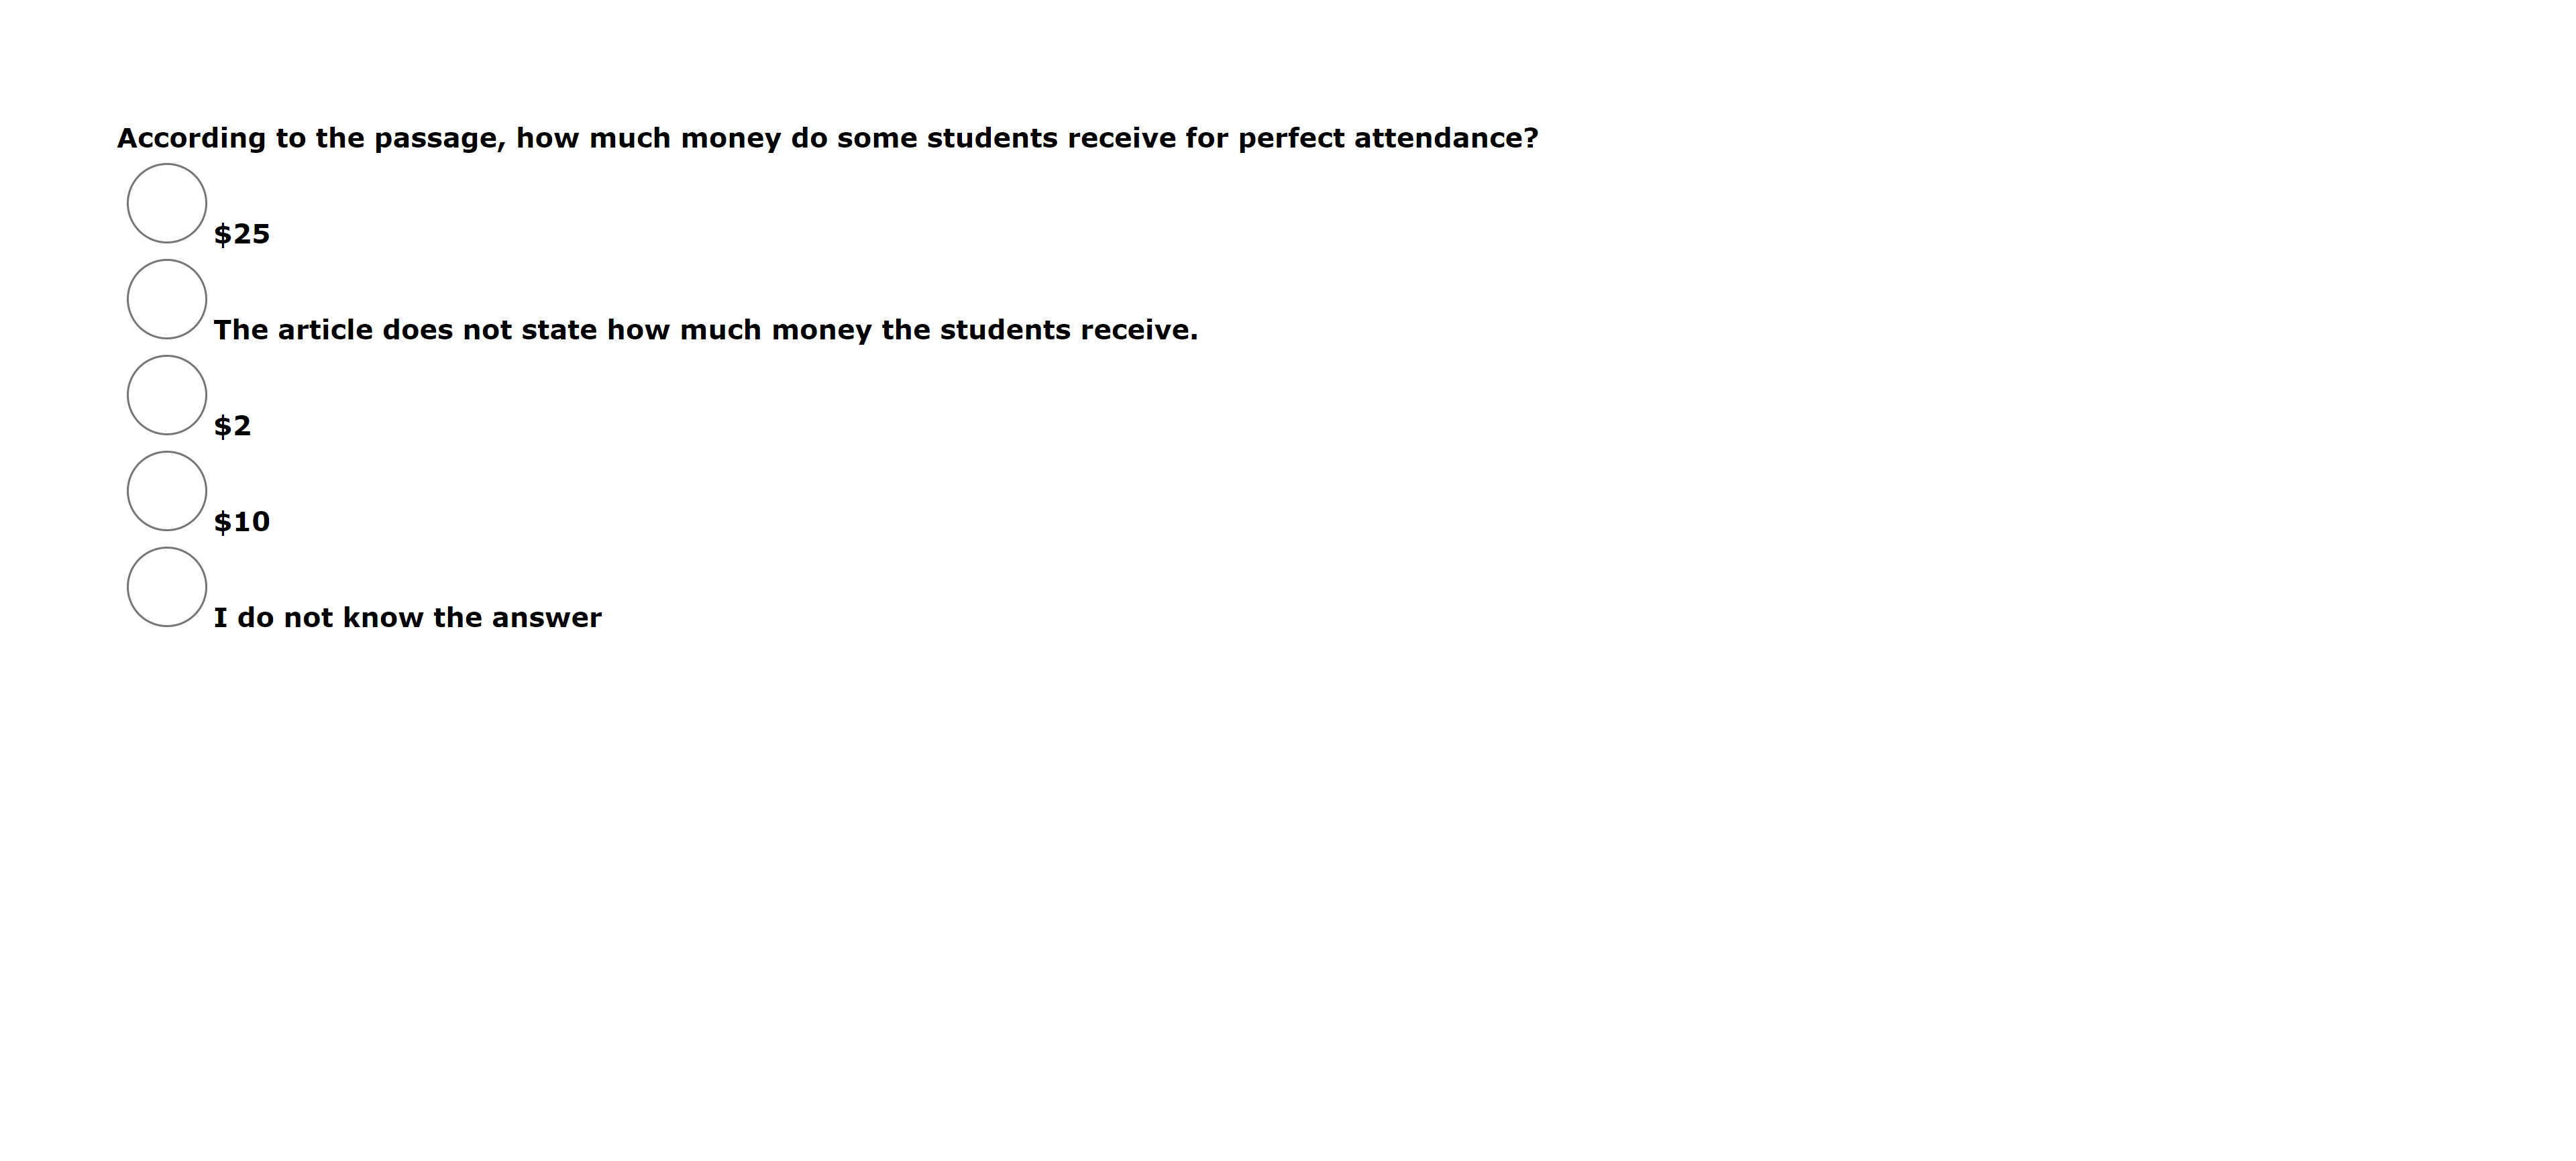 According to the passage, how much money do some students receive for perfect attendance?
$25
The article does not state how much money the students receive.
$2
$10
I do not know the answer